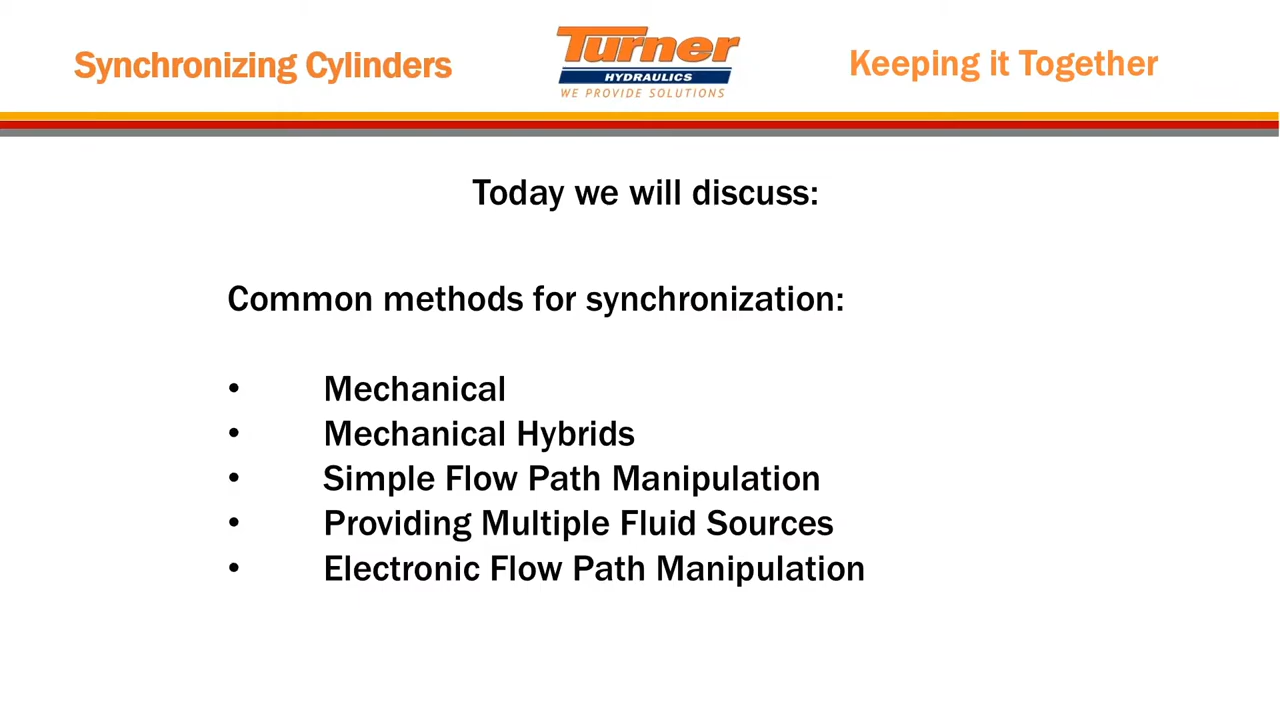 Synchronizing Cylinders
Turner
HYDRAULICS
WE PROVIDE SOLUTIONS
Keeping it Together
Today we will discuss:
Common methods for synchronization:
• Mechanical
• Mechanical Hybrids
• Simple Flow Path Manipulation
• Providing Multiple Fluid Sources
• Electronic Flow Path Manipulation